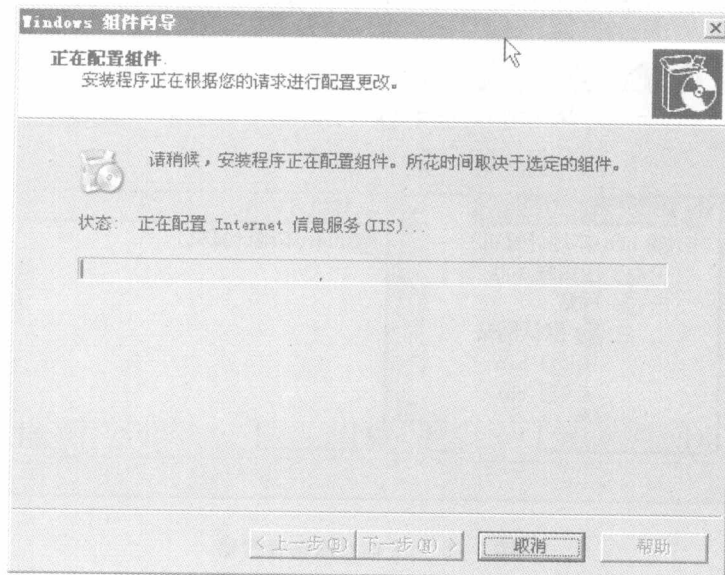 Windows 组件向导
正在配置组件
安装程序正在根据您的请求进行配置更改。
请稍候，安装程序正在配置组件。所花时间取决于选定的组件。
状态: 正在配置 Internet 信息服务(IIS)...
< 上一步(B) 下一步(N) > 取消 帮助